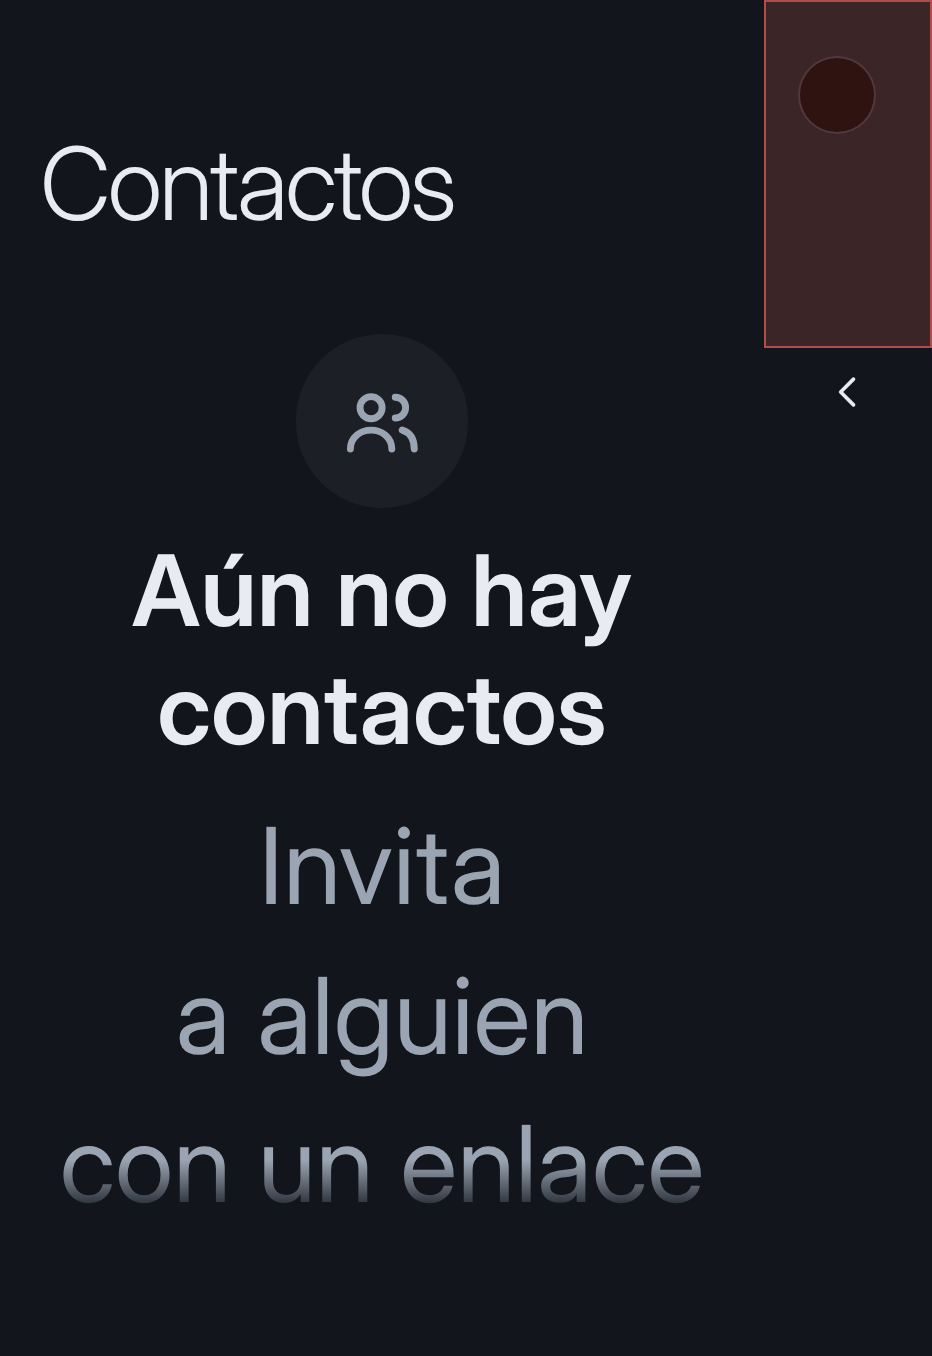 Contactos
Aún no hay
contactos
Invita
a alguien
con un enlace